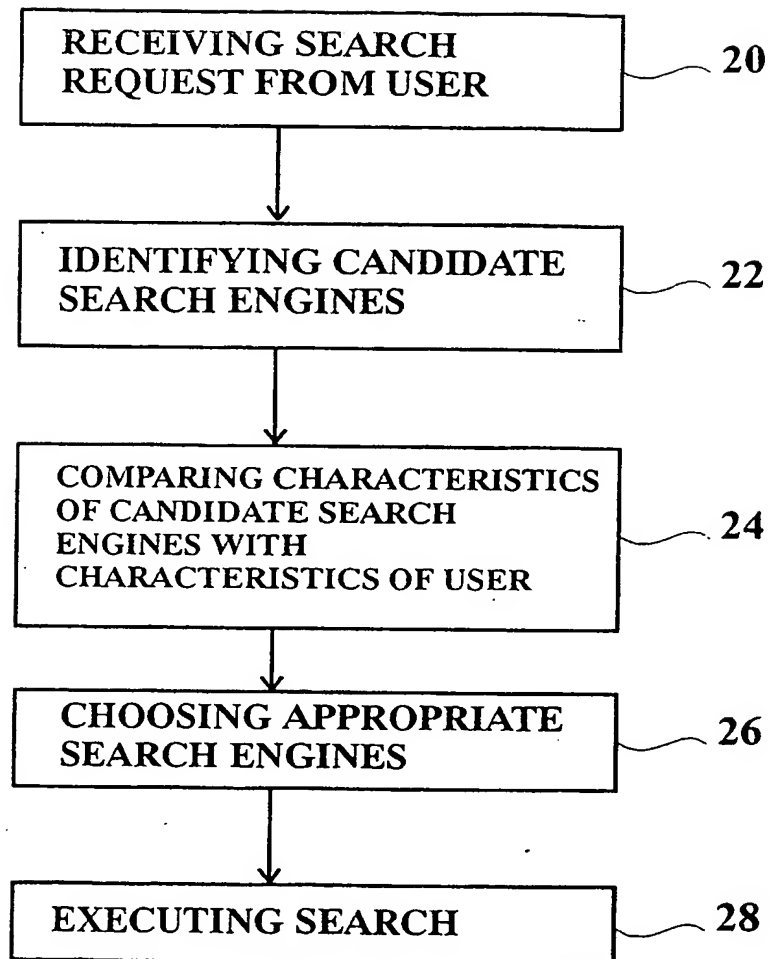 RECEIVING SEARCH
REQUEST FROM USER
20
IDENTIFYING CANDIDATE
SEARCH ENGINES
22
COMPARING CHARACTERISTICS
OF CANDIDATE SEARCH
ENGINES WITH
CHARACTERISTICS OF USER
24
CHOOSING APPROPRIATE
SEARCH ENGINES
26
EXECUTING SEARCH
28